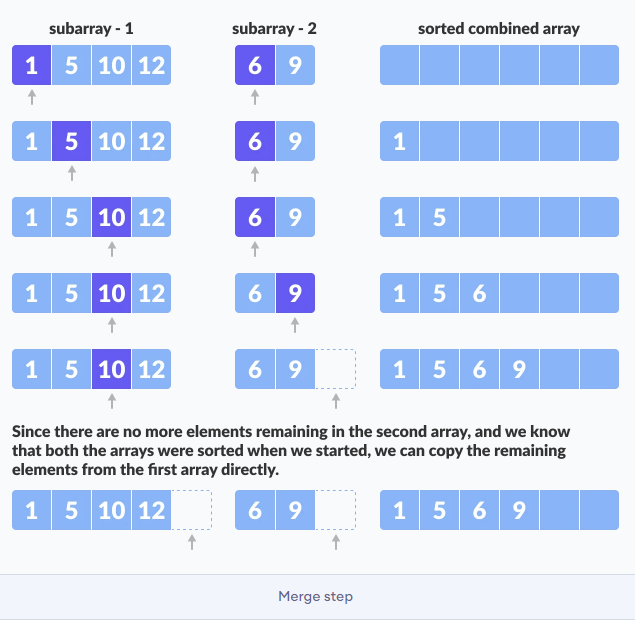 subarray - 1 subarray - 2 sorted combined array
1 5 10 12 6 9
1 5 10 12 6 9 1
1 5 10 12 6 9 1 5
1 5 10 12 6 9 1 5 6
1 5 10 12 6 9 1 5 6 9
Since there are no more elements remaining in the second array, and we know
that both the arrays were sorted when we started, we can copy the remaining
elements from the first array directly.
1 5 10 12 6 9 1 5 6 9
Merge step